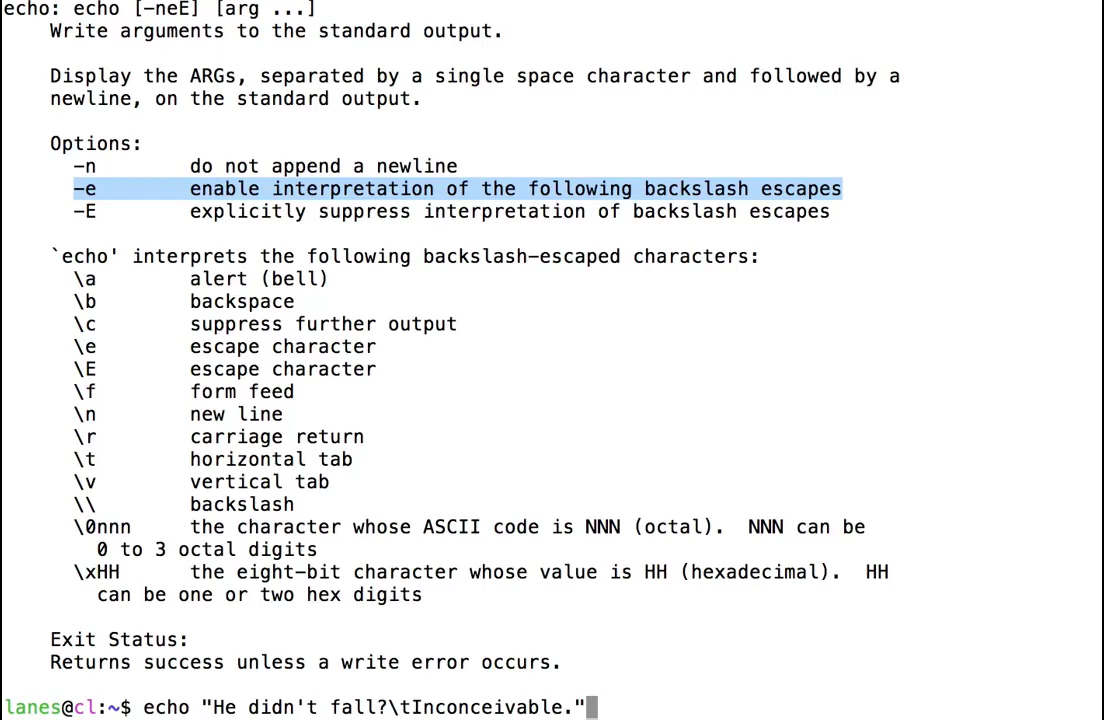 echo: echo [-neE] [arg ...]
    Write arguments to the standard output.

    Display the ARGs, separated by a single space character and followed by a
    newline, on the standard output.

    Options:
      -n        do not append a newline
      -e        enable interpretation of the following backslash escapes
      -E        explicitly suppress interpretation of backslash escapes

    `echo' interprets the following backslash-escaped characters:
      \a        alert (bell)
      \b        backspace
      \c        suppress further output
      \e        escape character
      \E        escape character
      \f        form feed
      \n        new line
      \r        carriage return
      \t        horizontal tab
      \v        vertical tab
      \\        backslash
      \0nnn     the character whose ASCII code is NNN (octal).  NNN can be
        0 to 3 octal digits
      \xHH      the eight-bit character whose value is HH (hexadecimal).  HH
        can be one or two hex digits

    Exit Status:
    Returns success unless a write error occurs.

lanes@cl:~$ echo "He didn't fall?\tInconceivable."